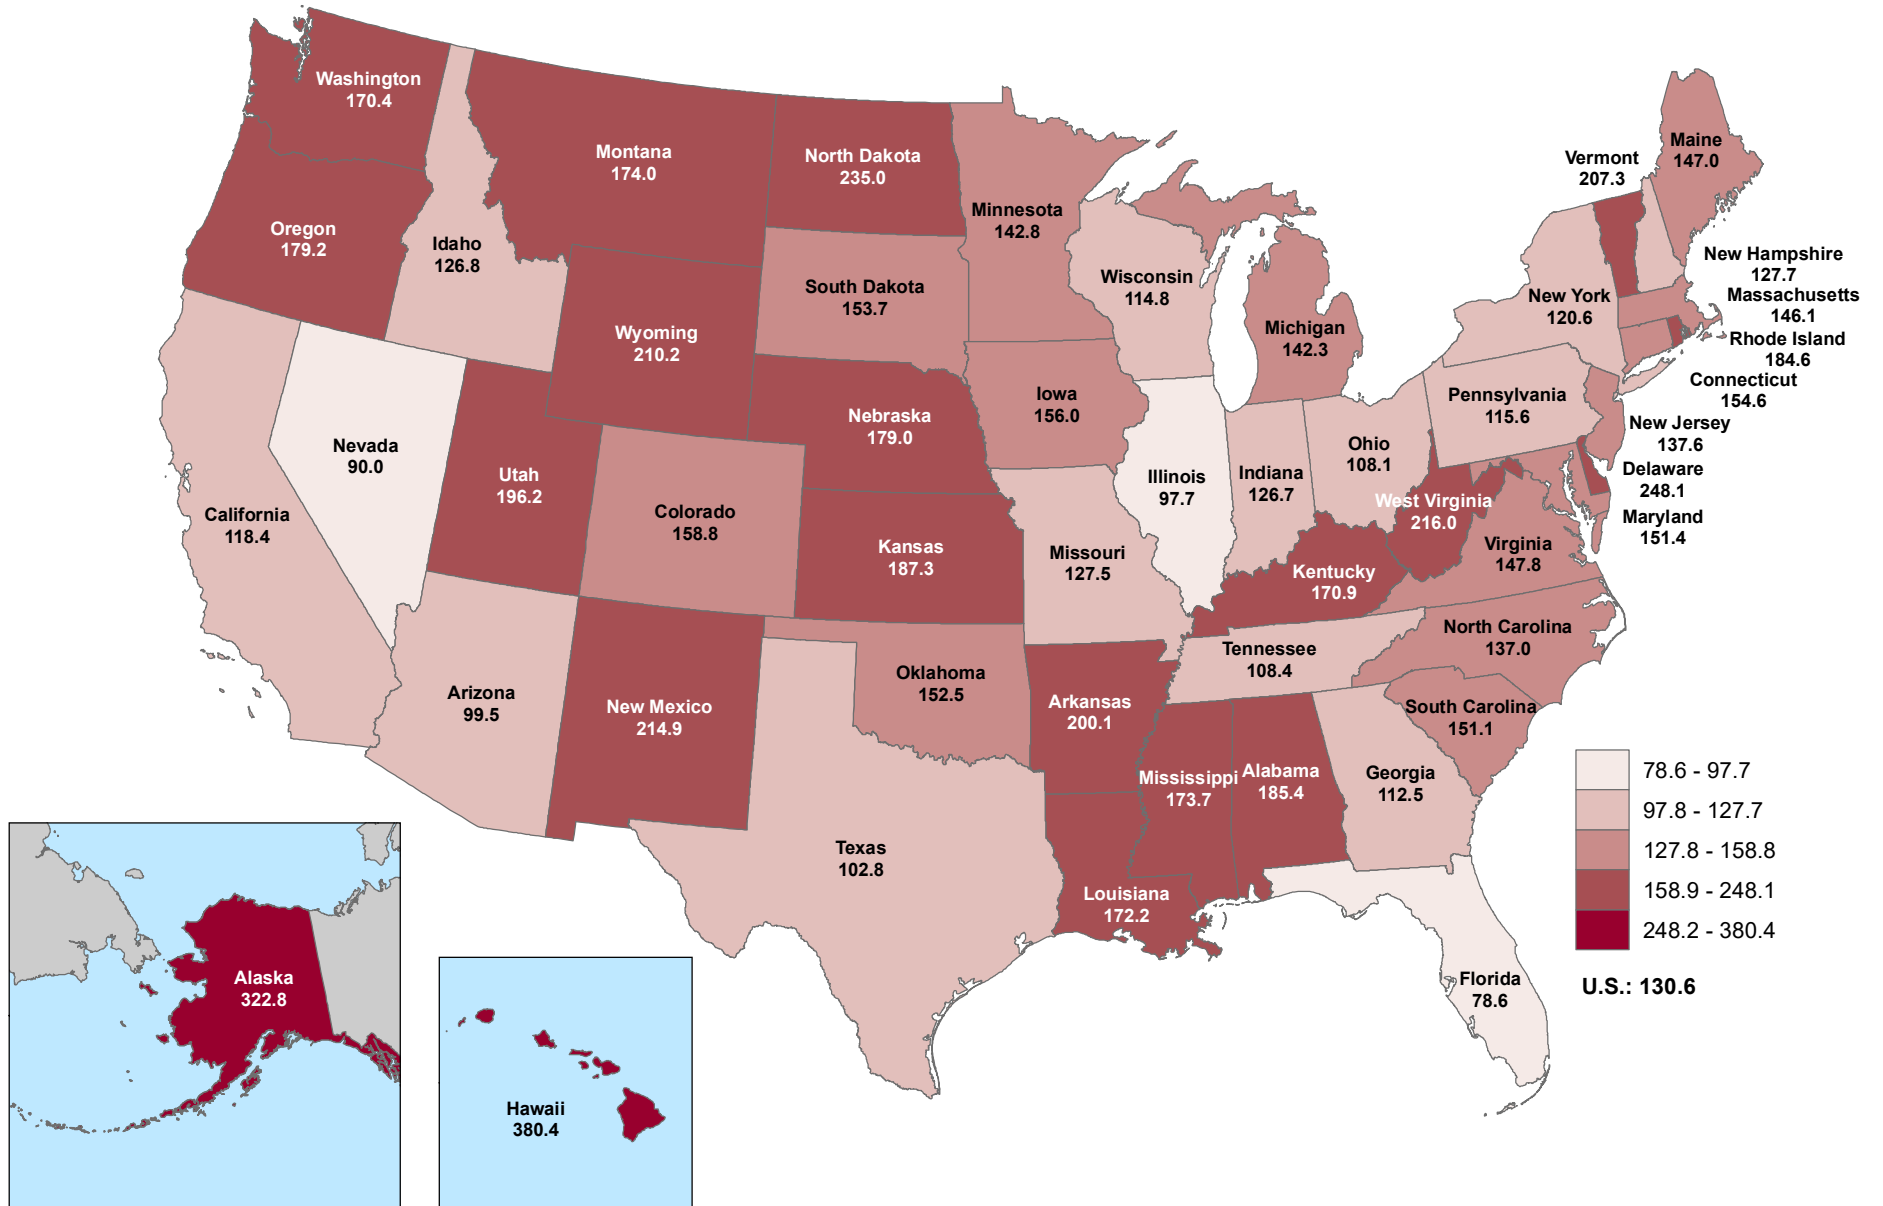 Washington
170.4
Montana
174.0
North Dakota
235.0
Minnesota
142.8
Vermont
207.3
Maine
147.0
Oregon
179.2
Idaho
126.8
South Dakota
153.7
Wisconsin
114.8
Michigan
142.3
New York
120.6
New Hampshire
127.7
Massachusetts
146.1
Rhode Island
184.6
Connecticut
154.6
New Jersey
137.6
Delaware
248.1
Maryland
151.4
Wyoming
210.2
Iowa
156.0
Nebraska
179.0
Pennsylvania
115.6
Nevada
90.0
Utah
196.2
Colorado
158.8
Illinois
97.7
Indiana
126.7
Ohio
108.1
West Virginia
216.0
Virginia
147.8
California
118.4
Kansas
187.3
Missouri
127.5
Kentucky
170.9
North Carolina
137.0
Tennessee
108.4
Arizona
99.5
New Mexico
214.9
Oklahoma
152.5
Arkansas
200.1
South Carolina
151.1
Mississippi
173.7
Alabama
185.4
Georgia
112.5
Texas
102.8
Louisiana
172.2
Florida
78.6
Alaska
322.8
Hawaii
380.4
78.6 - 97.7
97.8 - 127.7
127.8 - 158.8
158.9 - 248.1
248.2 - 380.4
U.S.: 130.6